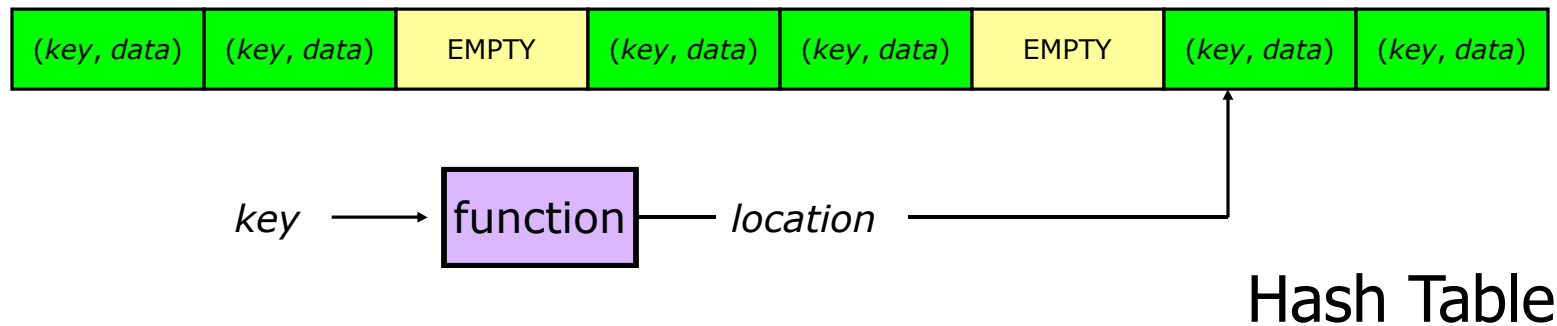 (key, data) (key, data) EMPTY (key, data) (key, data) EMPTY (key, data) (key, data)
key function location
Hash Table